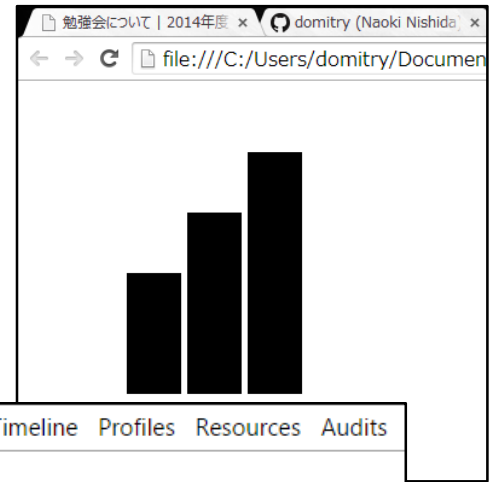 勉強会について | 2014年度 domitry (Naoki Nishida)
file:///C:/Users/domitry/Documen
Timeline Profiles Resources Audits